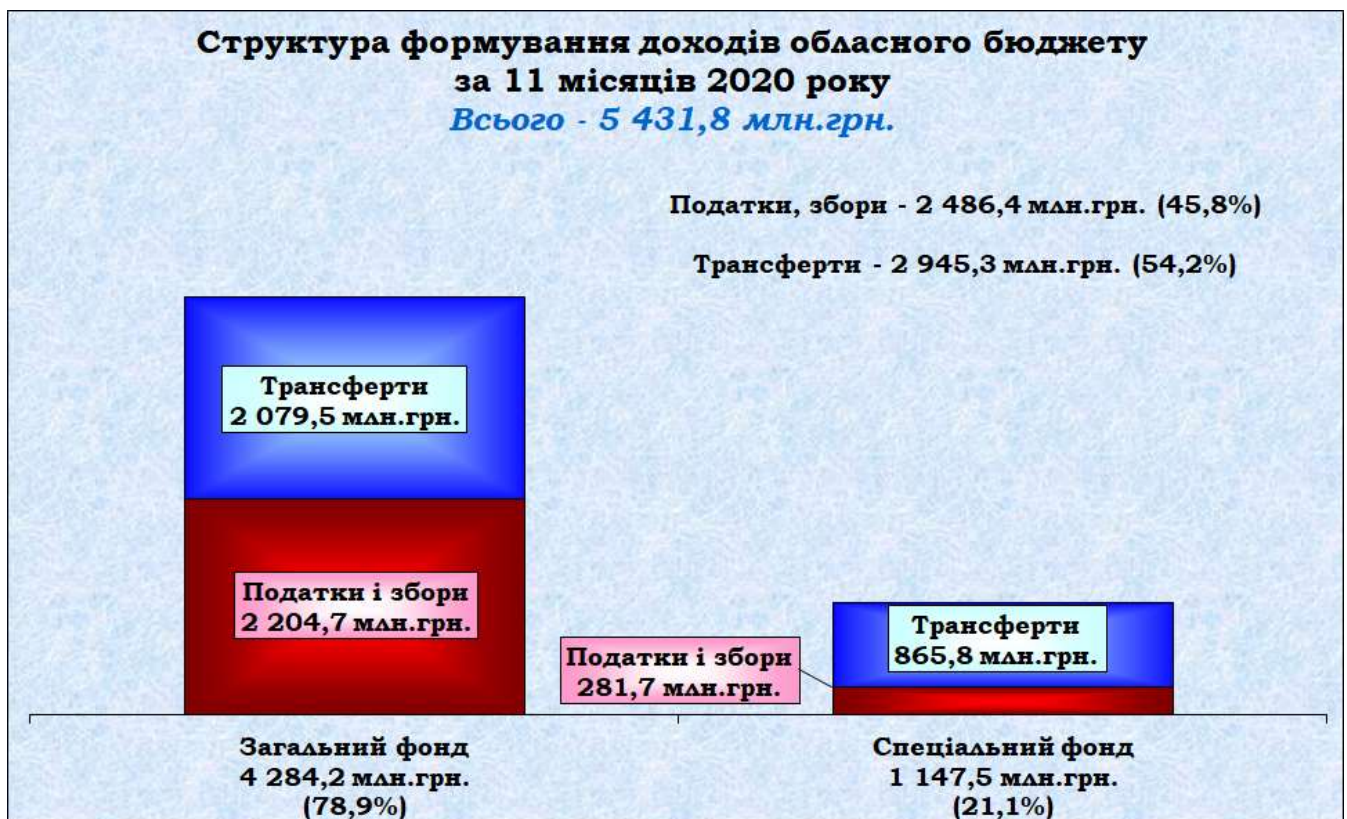 Структура формування доходів обласного бюджету
за 11 місяців 2020 року
Всього - 5 431,8 млн.грн.
Податки, збори - 2 486,4 млн.грн. (45,8%)
Трансферти - 2 945,3 млн.грн. (54,2%)
Трансферти
2 079,5 млн.грн.
Податки і збори
2 204,7 млн.грн.
Податки і збори
281,7 млн.грн.
Трансферти
865,8 млн.грн.
Загальний фонд
4 284,2 млн.грн.
(78,9%)
Спеціальний фонд
1 147,5 млн.грн.
(21,1%)